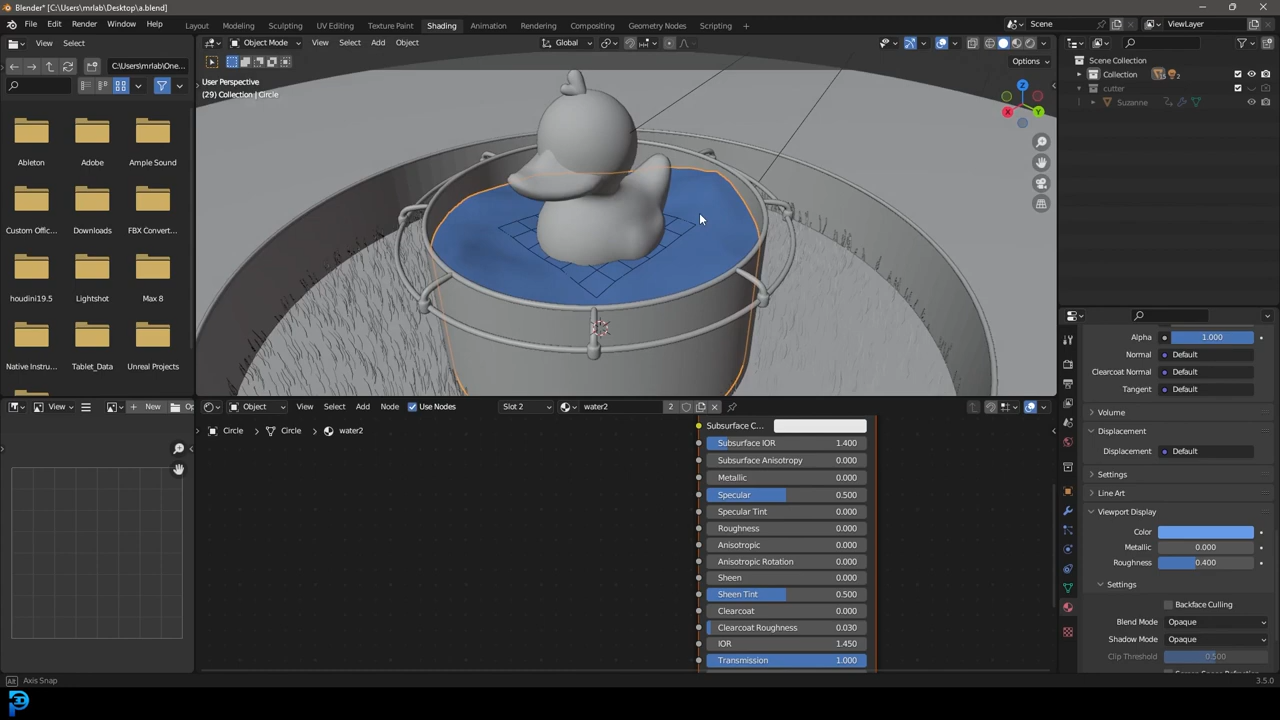 Blender* [C:\Users\mrlab\Desktop\a.blend]
File Edit Render Window Help Layout Modeling Sculpting UV Editing Texture Paint Shading Animation Rendering Compositing Geometry Nodes Scripting Scene ViewLayer
View Select Object Mode View Select Add Object Global
C:\Users\mrlab\One...
Options
User Perspective
(29) Collection | Circle
Scene Collection
Collection
2
cutter
Suzanne
Ableton Adobe Ample Sound
Custom Offic... Downloads FBX Convert...
houdini19.5 Lightshot Max 8
Native Instru... Tablet_Data Unreal Projects
Alpha 1.000
Normal Default
Clearcoat Normal Default
Tangent Default
Volume
Displacement
Displacement Default
Settings
Line Art
Viewport Display
Color
Metallic 0.000
Roughness 0.400
Settings
Backface Culling
Blend Mode Opaque
Shadow Mode Opaque
Clip Threshold 0.500
View New Op
Object View Select Add Node Use Nodes Slot 2 water2 2
Circle Circle water2
Subsurface C...
Subsurface IOR 1.400
Subsurface Anisotropy 0.000
Metallic 0.000
Specular 0.500
Specular Tint 0.000
Roughness 0.000
Anisotropic 0.000
Anisotropic Rotation 0.000
Sheen 0.000
Sheen Tint 0.500
Clearcoat 0.000
Clearcoat Roughness 0.030
IOR 1.450
Transmission 1.000
Alt Axis Snap
3.5.0